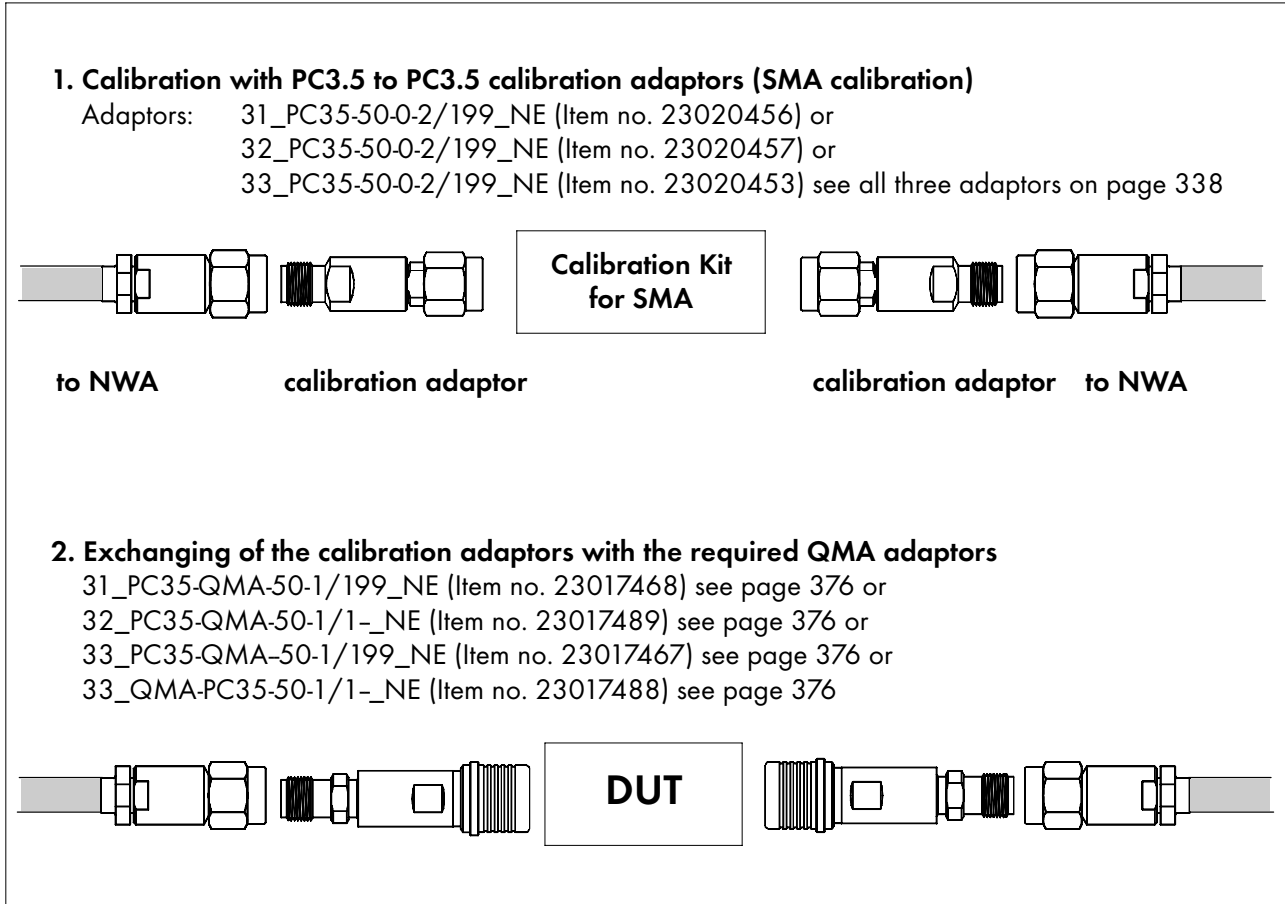 1. Calibration with PC3.5 to PC3.5 calibration adaptors (SMA calibration)
Adaptors: 31_PC35-50-0-2/199_NE (Item no. 23020456) or
32_PC35-50-0-2/199_NE (Item no. 23020457) or
33_PC35-50-0-2/199_NE (Item no. 23020453) see all three adaptors on page 338
Calibration Kit
for SMA
to NWA calibration adaptor calibration adaptor to NWA
2. Exchanging of the calibration adaptors with the required QMA adaptors
31_PC35-QMA-50-1/199_NE (Item no. 23017468) see page 376 or
32_PC35-QMA-50-1/1–_NE (Item no. 23017489) see page 376 or
33_PC35-QMA–50-1/199_NE (Item no. 23017467) see page 376 or
33_QMA-PC35-50-1/1–_NE (Item no. 23017488) see page 376
DUT